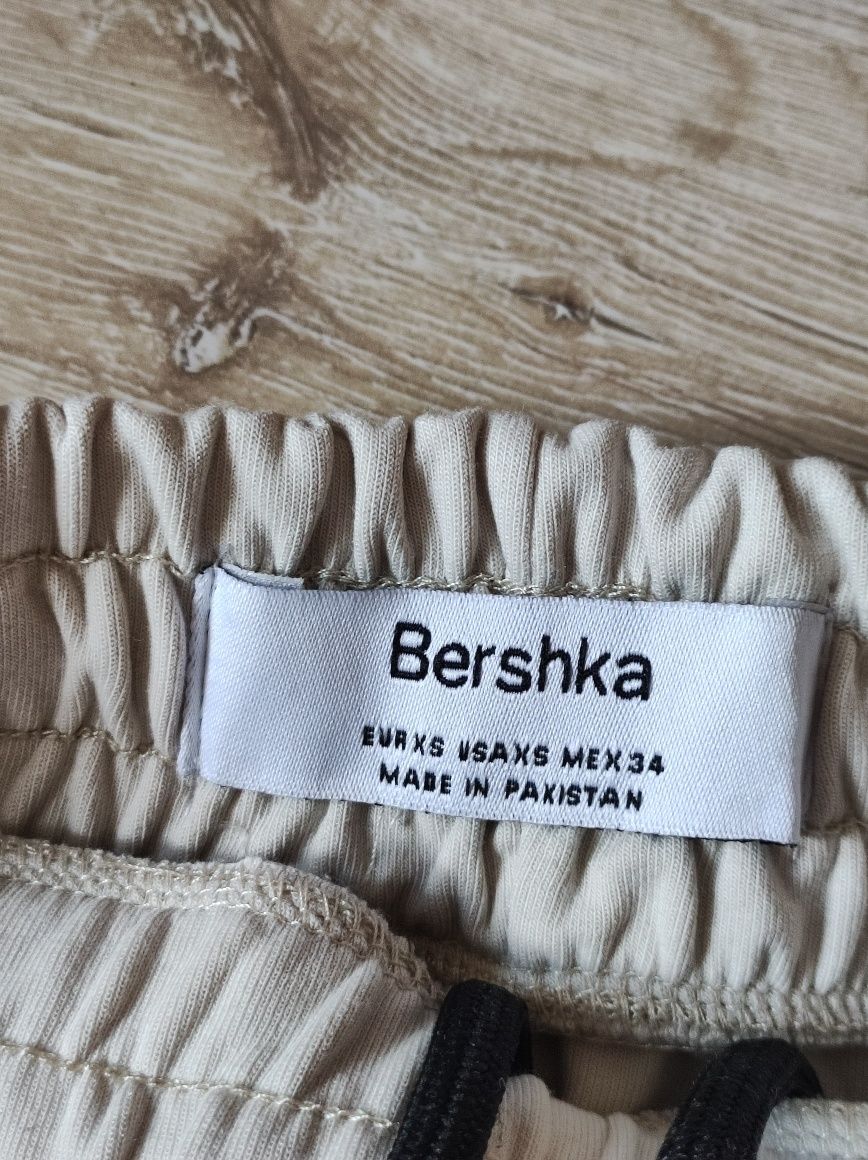 Bershka
EUR XS USA XS MEX 34
MADE IN PAKISTAN